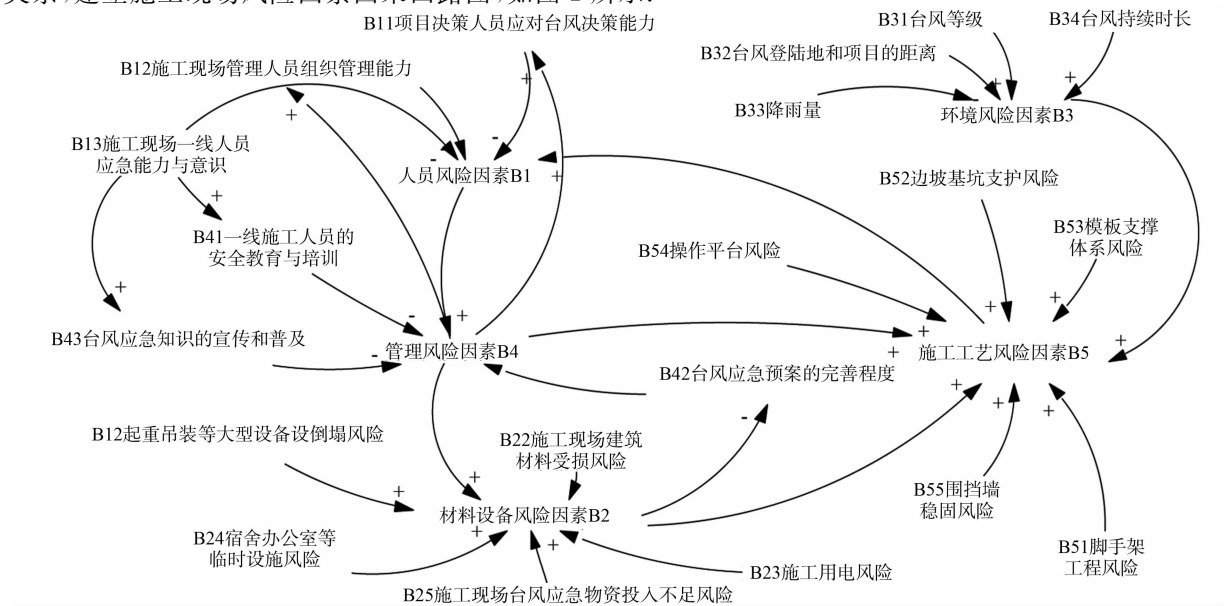 B11项目决策人员应对台风决策能力
B31台风等级
B34台风持续时长
B32台风登陆地和项目的距离
B12施工现场管理人员组织管理能力
B33降雨量
环境风险因素B3
B13施工现场一线人员
应急能力与意识
人员风险因素B1
B52边坡基坑支护风险
B41一线施工人员的
安全教育与培训
B54操作平台风险
B53模板支撑
体系风险
B43台风应急知识的宣传和普及
管理风险因素B4
施工工艺风险因素B5
B42台风应急预案的完善程度
B12起重吊装等大型设备设倒塌风险
B22施工现场建筑
材料受损风险
材料设备风险因素B2
B55围挡墙
稳固风险
B24宿舍办公室等
临时设施风险
B51脚手架
工程风险
B23施工用电风险
B25施工现场台风应急物资投入不足风险